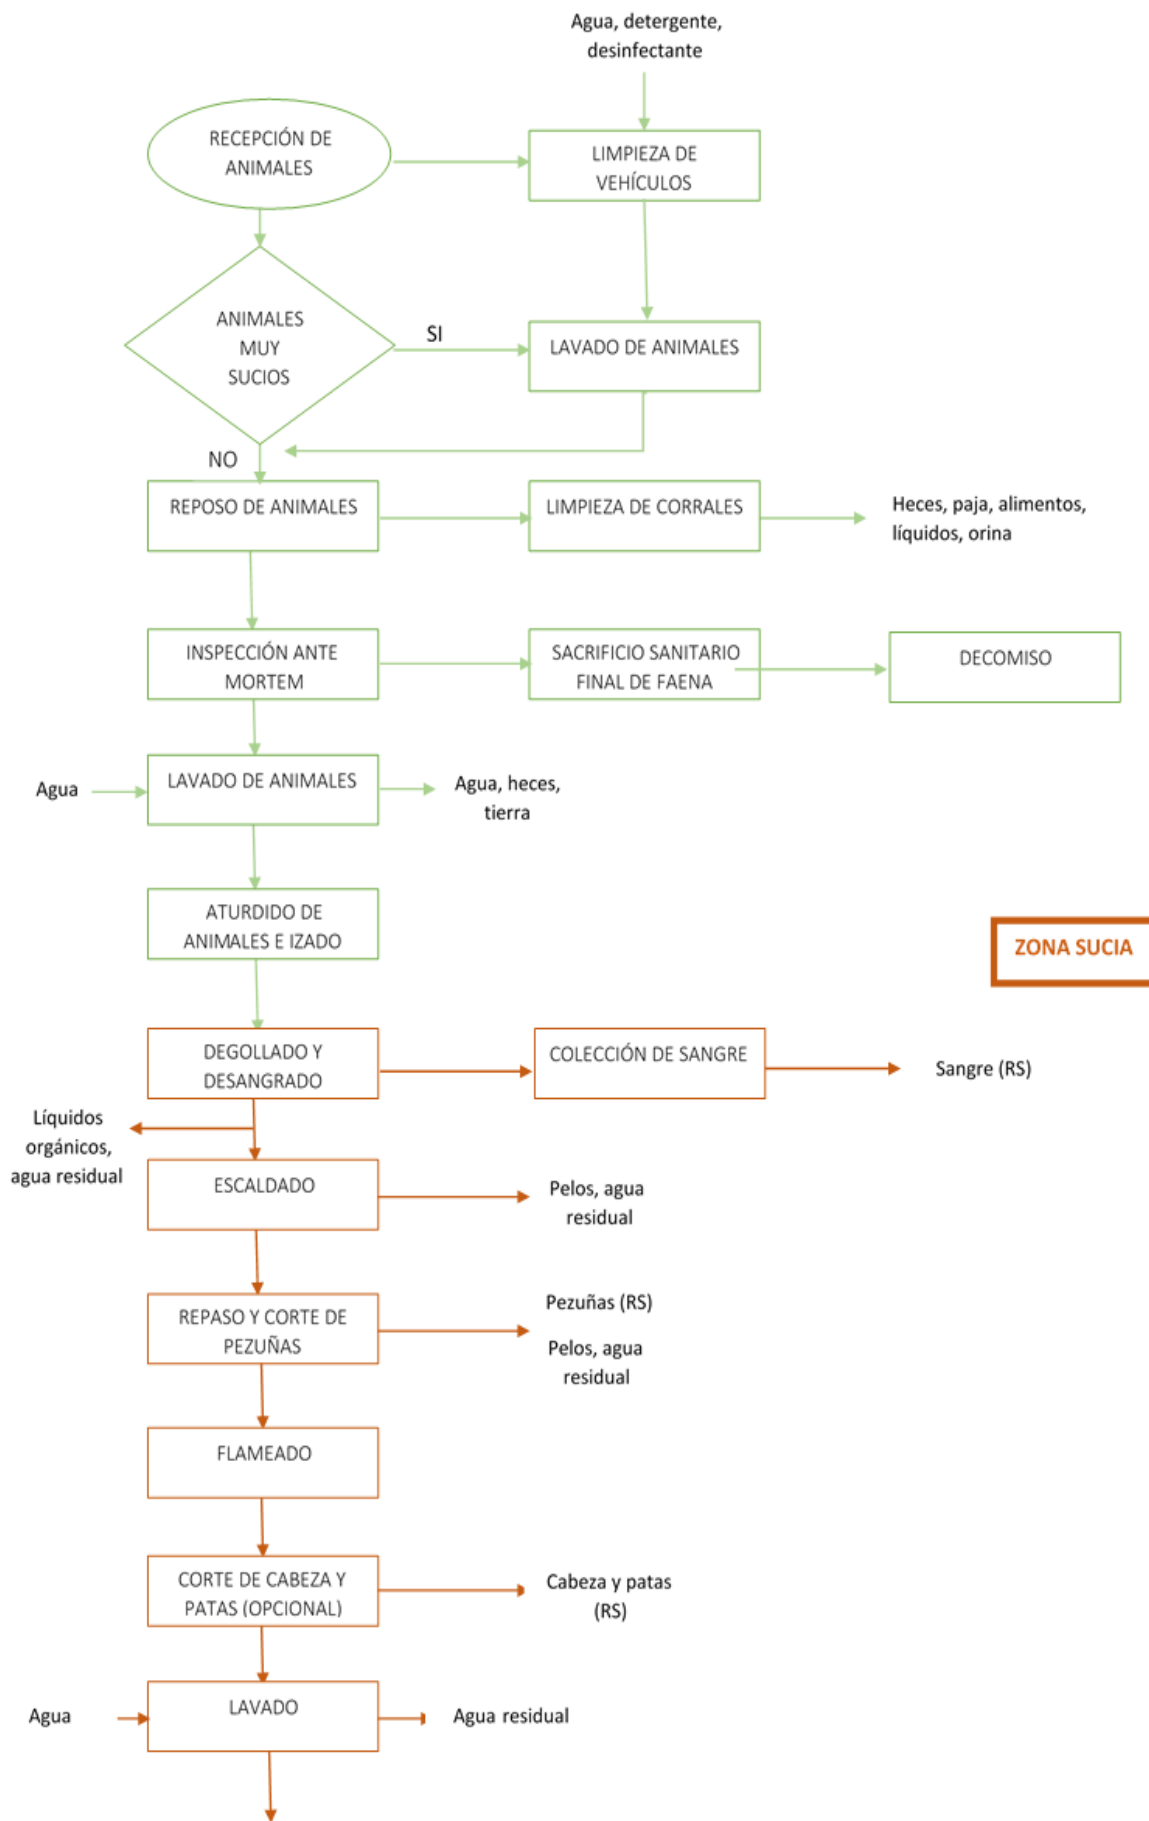 Agua, detergente,
desinfectante
RECEPCIÓN DE
ANIMALES
LIMPIEZA DE
VEHÍCULOS
ANIMALES
MUY
SUCIOS
SI
LAVADO DE ANIMALES
NO
REPOSO DE ANIMALES
LIMPIEZA DE CORRALES
Heces, paja, alimentos,
líquidos, orina
INSPECCIÓN ANTE
MORTEM
SACRIFICIO SANITARIO
FINAL DE FAENA
DECOMISO
Agua
LAVADO DE ANIMALES
Agua, heces,
tierra
ATURDIDO DE
ANIMALES E IZADO
ZONA SUCIA
DEGOLLADO Y
DESANGRADO
COLECCIÓN DE SANGRE
Sangre (RS)
Líquidos
orgánicos,
agua residual
ESCALDADO
Pelos, agua
residual
REPASO Y CORTE DE
PEZUÑAS
Pezuñas (RS)
Pelos, agua
residual
FLAMEADO
CORTE DE CABEZA Y
PATAS (OPCIONAL)
Cabeza y patas
(RS)
Agua
LAVADO
Agua residual